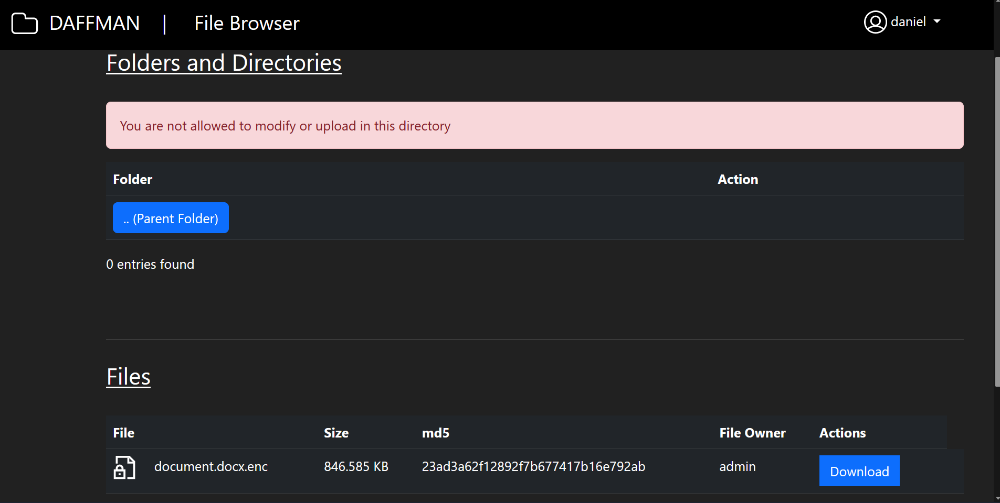 DAFFMAN | File Browser
daniel
Folders and Directories
You are not allowed to modify or upload in this directory
Folder Action
.. (Parent Folder)
0 entries found
Files
File Size md5 File Owner Actions
document.docx.enc 846.585 KB 23ad3a62f12892f7b677417b16e792ab admin Download